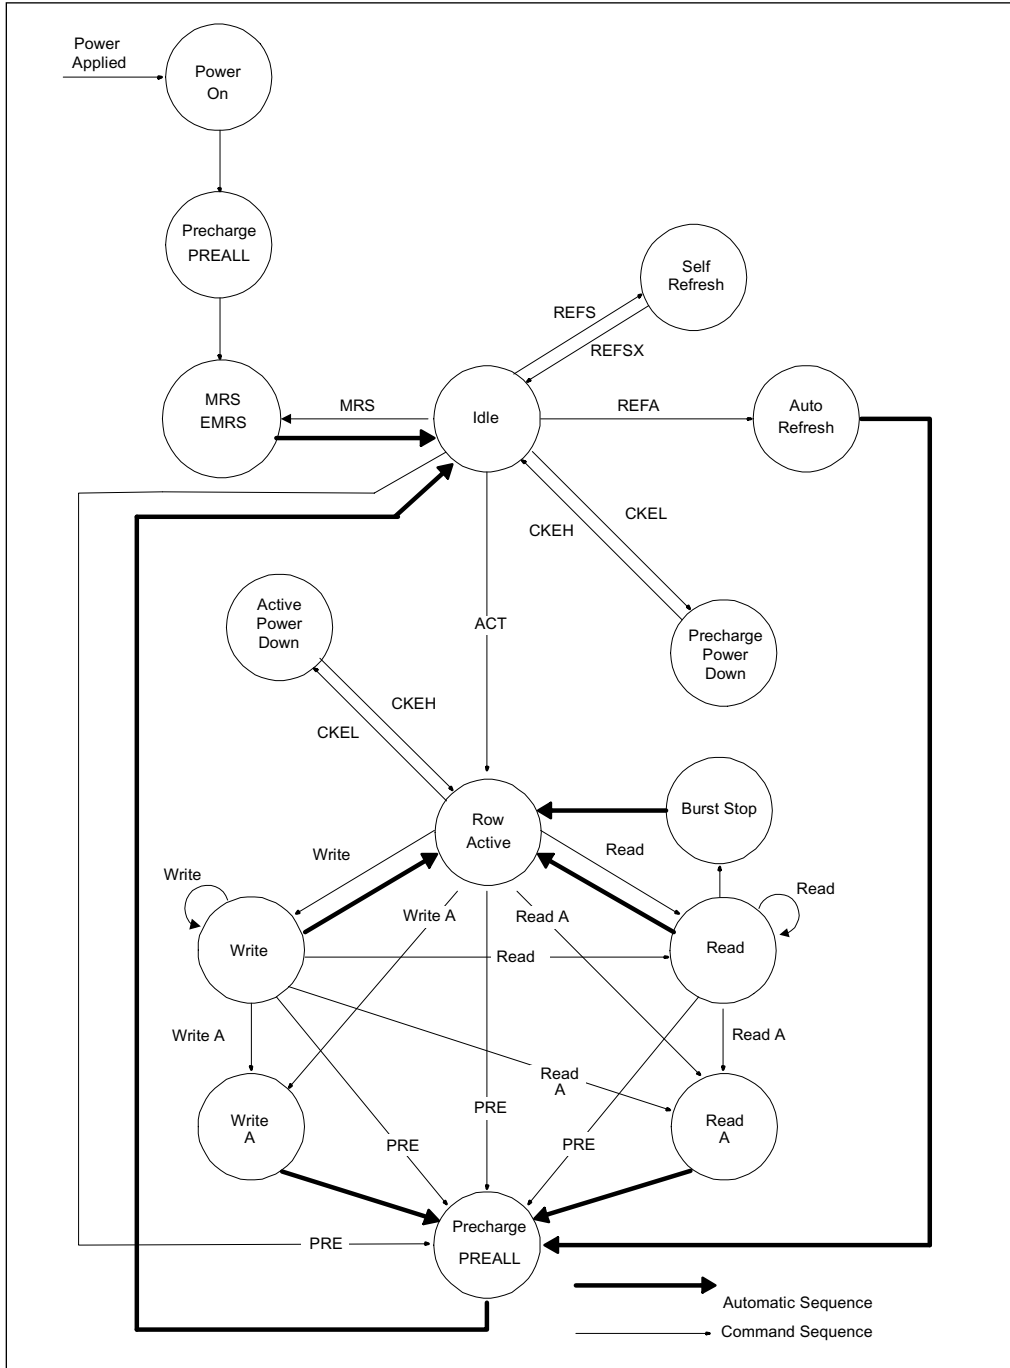 Power
Applied
Power
On
Precharge
PREALL
Self
Refresh
REFS
REFSX
MRS
EMRS
MRS
Idle
REFA
Auto
Refresh
CKEL
CKEH
Active
Power
Down
ACT
Precharge
Power
Down
CKEH
CKEL
Row
Active
Burst Stop
Write
Read
Write
Read
Write A
Read A
Write
Read
Read
Write A
Read A
Read
A
Write
A
PRE
Read
A
PRE
PRE
Precharge
PREALL
PRE
Automatic Sequence
Command Sequence